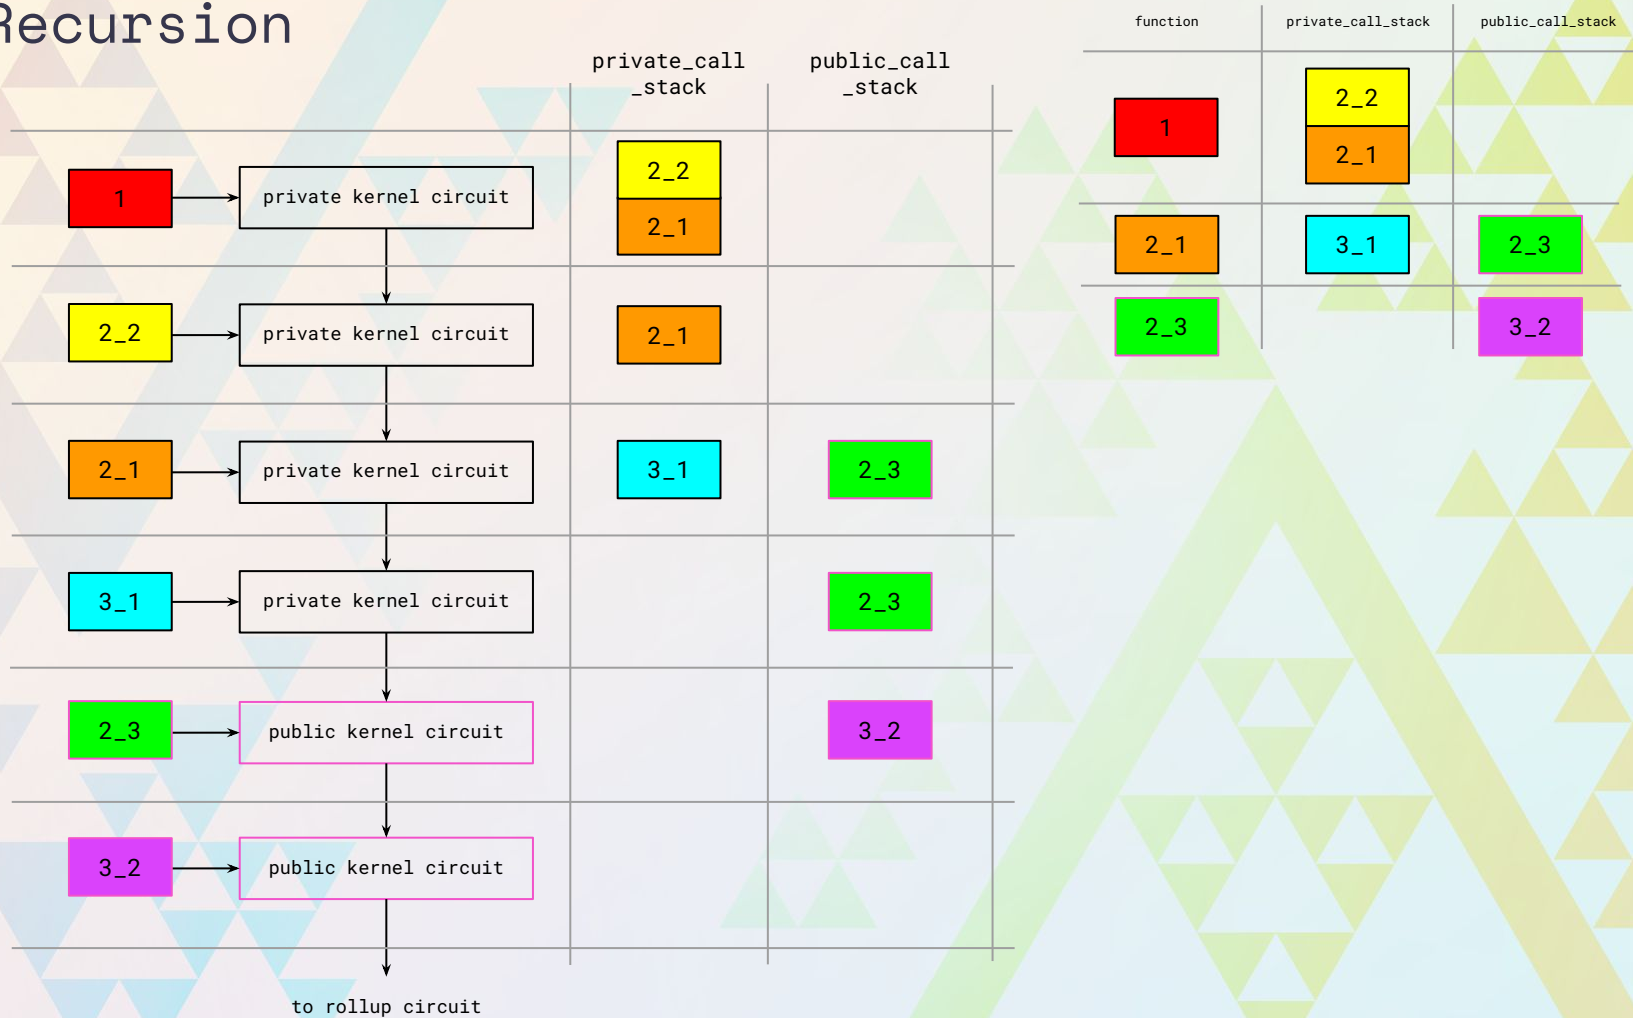 Recursion
private_call
_stack
public_call
_stack
1
private kernel circuit
2_2
2_1
2_2
private kernel circuit
2_1
2_1
private kernel circuit
3_1
2_3
3_1
private kernel circuit
2_3
2_3
public kernel circuit
3_2
3_2
public kernel circuit
to rollup circuit
function
private_call_stack
public_call_stack
1
2_2
2_1
2_1
3_1
2_3
2_3
3_2